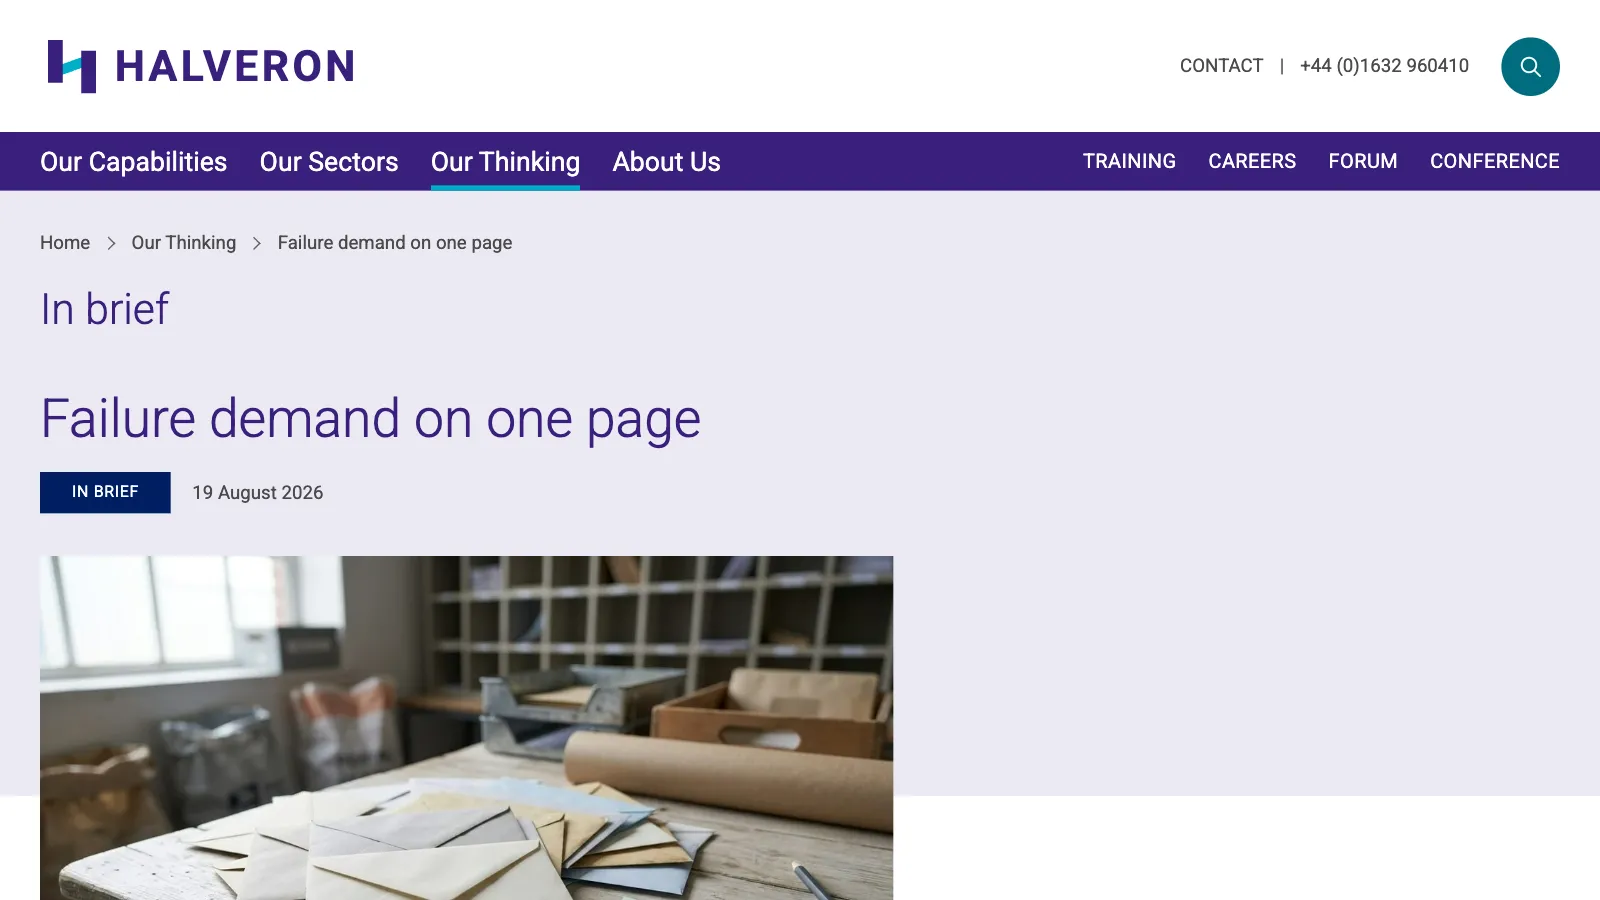 HALVERON
CONTACT | +44 (0)1632 960410
Our Capabilities Our Sectors Our Thinking About Us TRAINING CAREERS FORUM CONFERENCE
Home > Our Thinking > Failure demand on one page
In brief
Failure demand on one page
IN BRIEF 19 August 2026